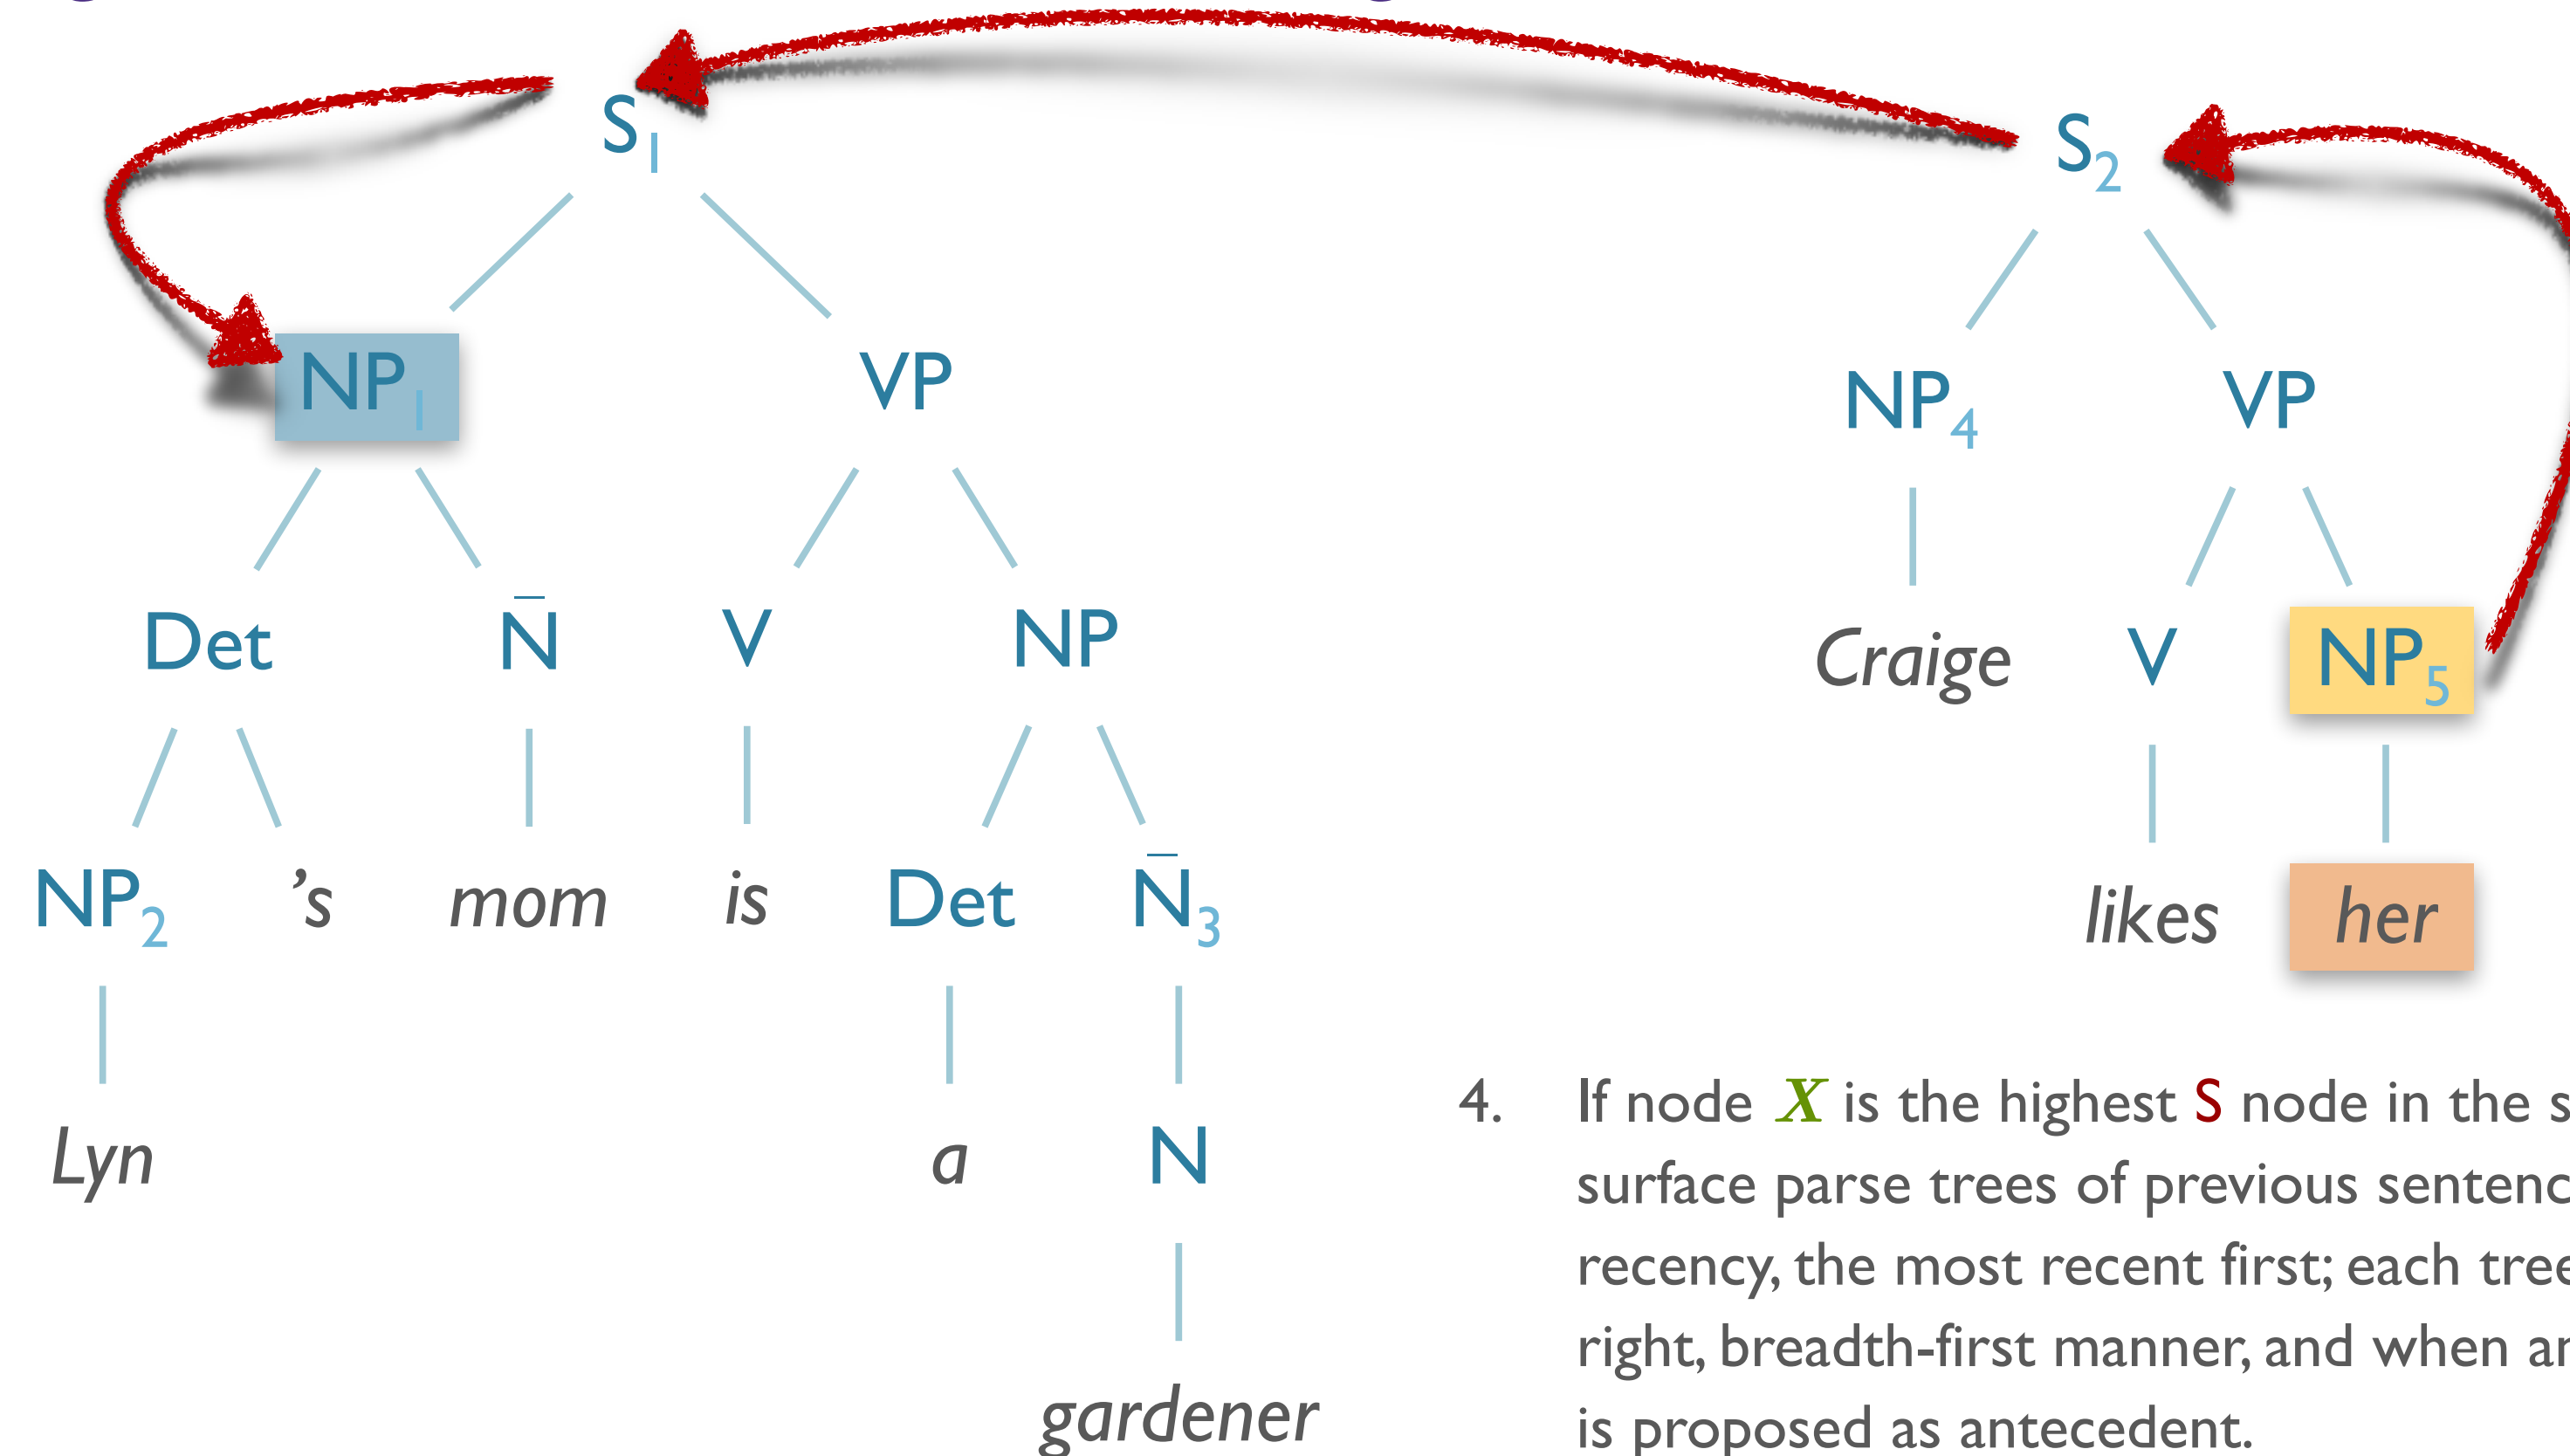 S1 S2
NP1 VP NP4 VP
Det N̄ V NP Craige V NP5
NP2 ’s mom is Det N̄3 likes her
Lyn a N
gardener
4. If node X is the highest S node in the s
surface parse trees of previous sentenc
recency, the most recent first; each tree
right, breadth-first manner, and when an
is proposed as antecedent.